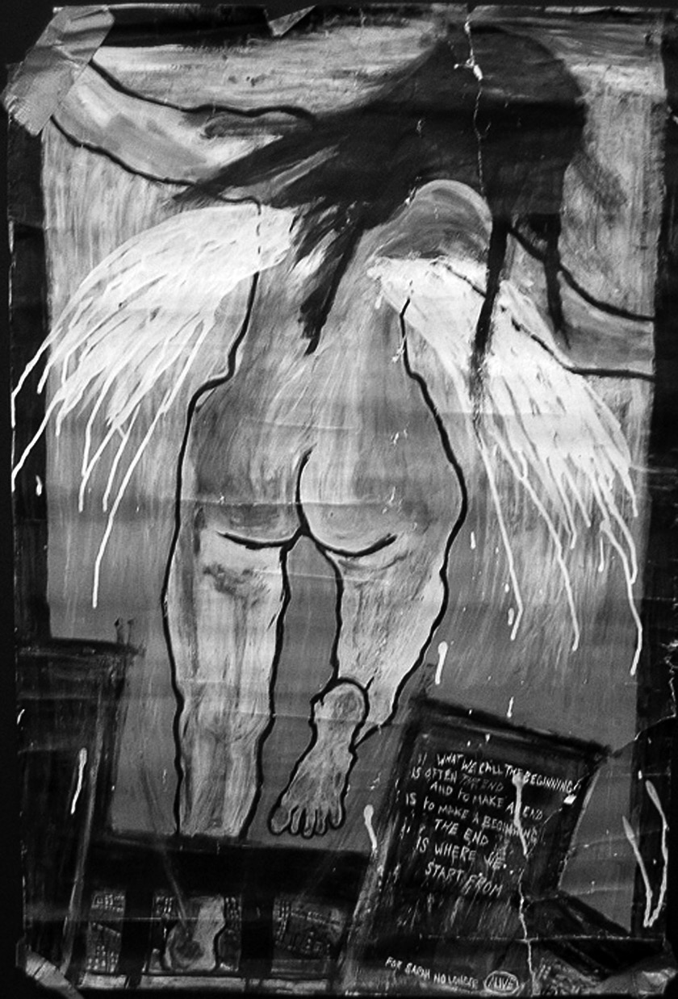 " WHAT WE CALL THE BEGINNING
IS OFTEN THE END
AND TO MAKE A END
IS TO MAKE A BEGINNING
THE END
IS WHERE WE
START FROM
FOR SARAH NO LONGER ALIVE